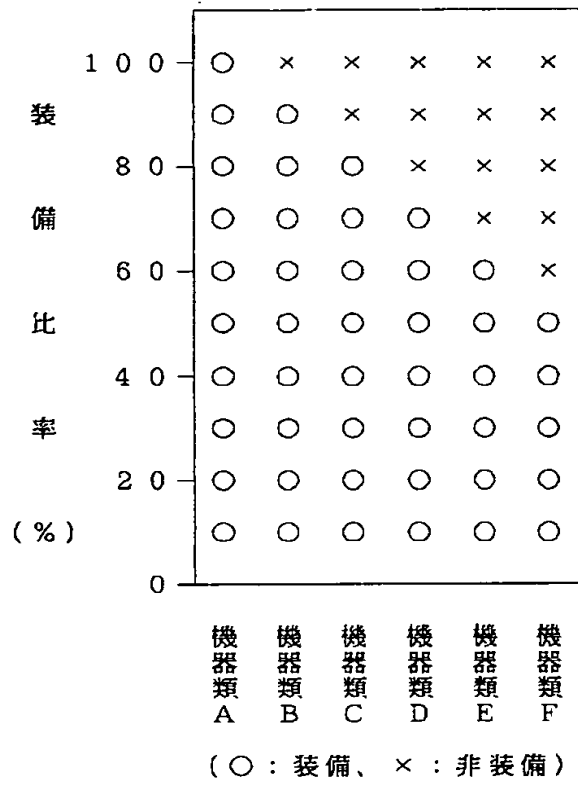 装備比率(%)
100
80
60
40
20
0
○ × × × × ×
○ ○ × × × ×
○ ○ ○ × × ×
○ ○ ○ ○ × ×
○ ○ ○ ○ ○ ×
○ ○ ○ ○ ○ ○
○ ○ ○ ○ ○ ○
○ ○ ○ ○ ○ ○
○ ○ ○ ○ ○ ○
○ ○ ○ ○ ○ ○
機器類A
機器類B
機器類C
機器類D
機器類E
機器類F
(○:装備、×:非装備)